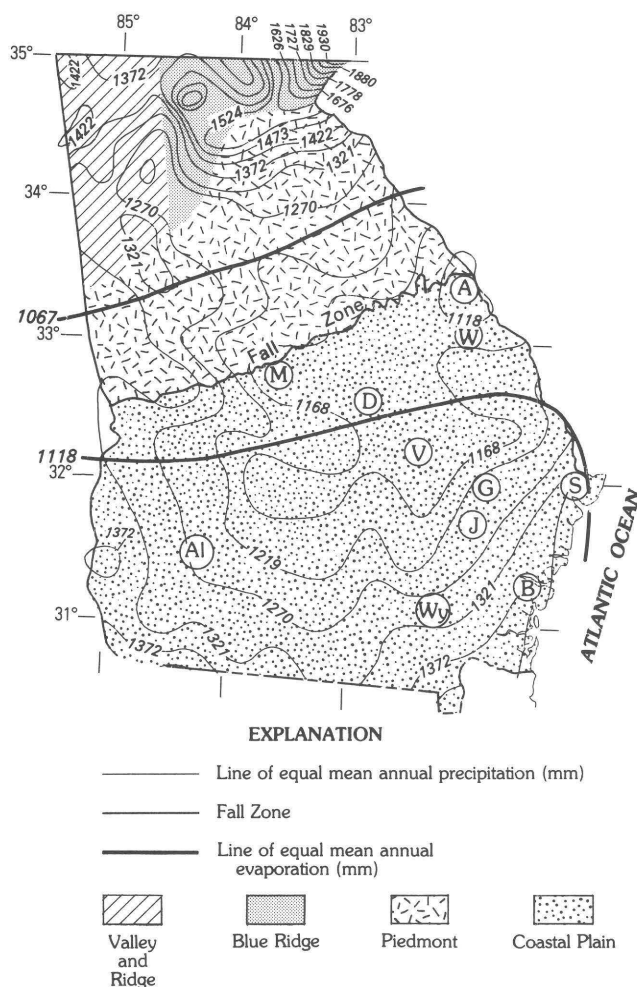 85°
84°
83°
35°
1626
1727
1829
1930
1422
1372
1880
1778
1676
1422
1524
1473
1422
1372
1321
34°
1270
1270
1321
1067
33°
Fall Zone
A
1118
W
M
1168
D
1118
32°
V
1168
G
S
J
1372
Al
1219
1270
1321
B
Wy
31°
1372
1321
1372
ATLANTIC OCEAN
EXPLANATION
Line of equal mean annual precipitation (mm)
Fall Zone
Line of equal mean annual
evaporation (mm)
Valley
and
Ridge
Blue Ridge
Piedmont
Coastal Plain